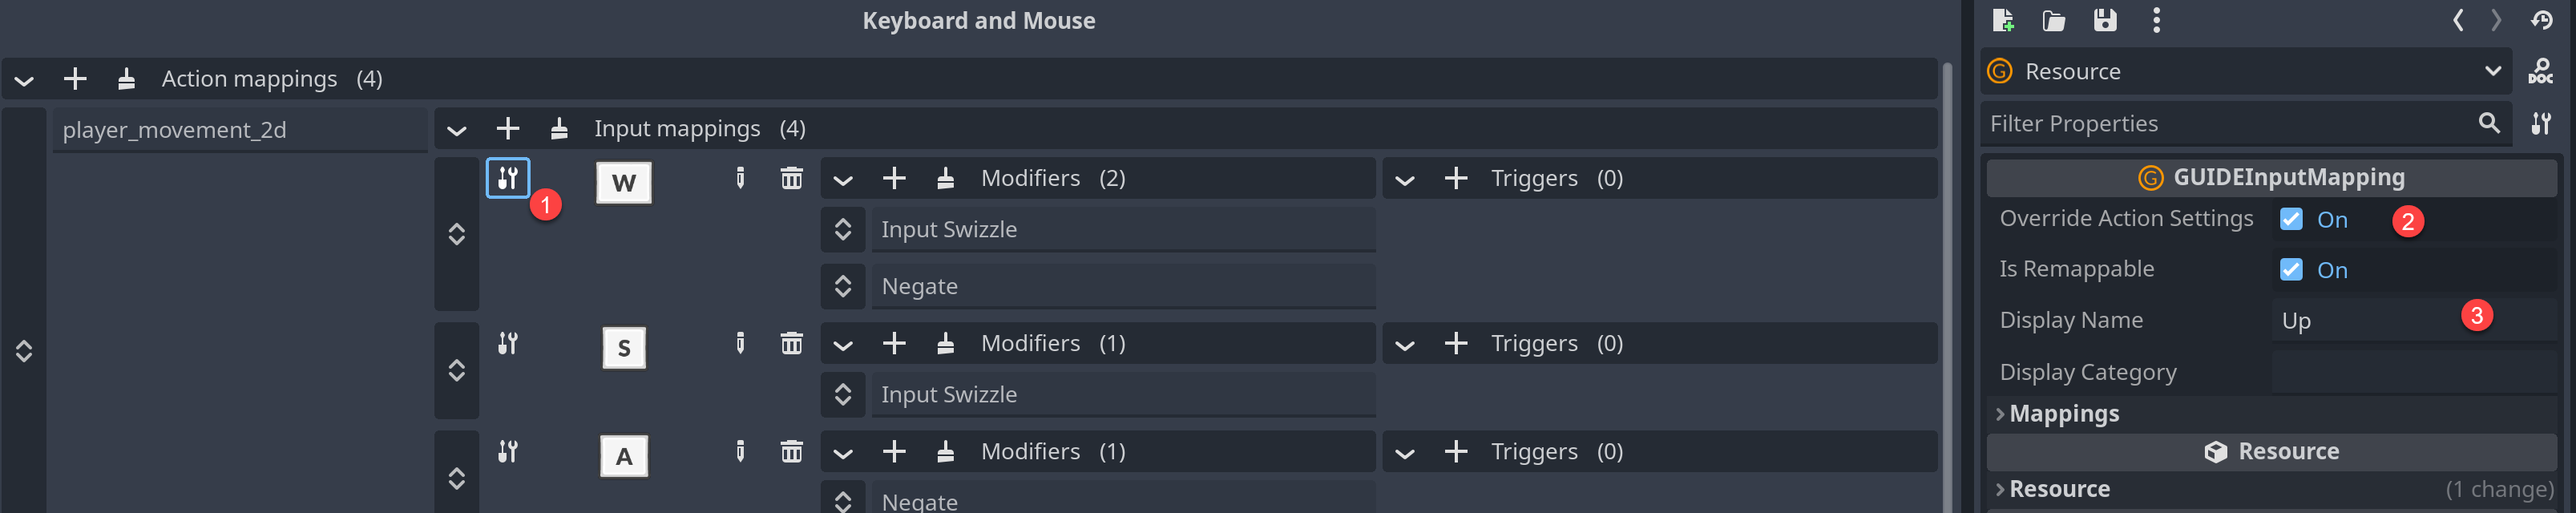 Keyboard and Mouse
Action mappings (4)
player_movement_2d
Input mappings (4)
1
W
Modifiers (2)
Triggers (0)
Input Swizzle
Negate
S
Modifiers (1)
Triggers (0)
Input Swizzle
A
Modifiers (1)
Triggers (0)
Negate
G Resource
DOC
Filter Properties
G GUIDEInputMapping
Override Action Settings On 2
Is Remappable On
Display Name Up 3
Display Category
Mappings
Resource
Resource (1 change)